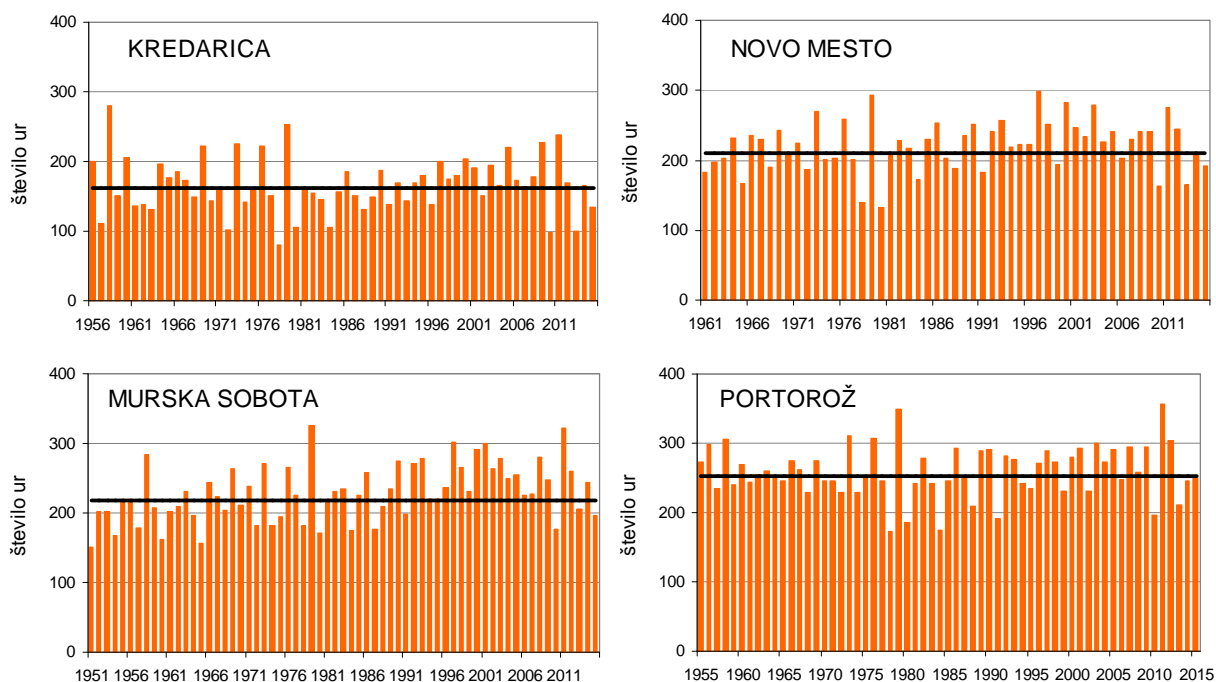 KREDARICA
400
300
200
100
0
število ur
1956 1961 1966 1971 1976 1981 1986 1991 1996 2001 2006 2011
NOVO MESTO
400
300
200
100
0
število ur
1961 1966 1971 1976 1981 1986 1991 1996 2001 2006 2011
MURSKA SOBOTA
400
300
200
100
0
število ur
1951 1956 1961 1966 1971 1976 1981 1986 1991 1996 2001 2006 2011
PORTOROŽ
400
300
200
100
0
število ur
1955 1960 1965 1970 1975 1980 1985 1990 1995 2000 2005 2010 2015